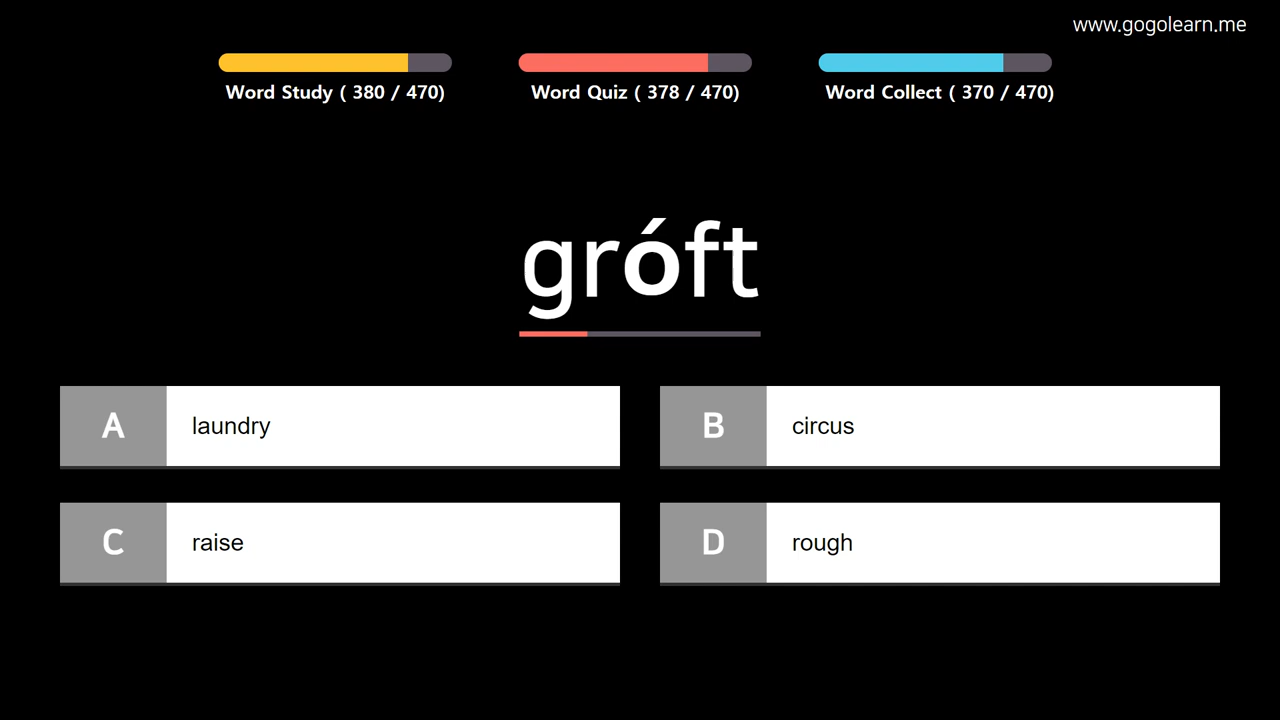 www.gogolearn.me
Word Study ( 380 / 470)
Word Quiz ( 378 / 470)
Word Collect ( 370 / 470)
gróft
A laundry
B circus
C raise
D rough